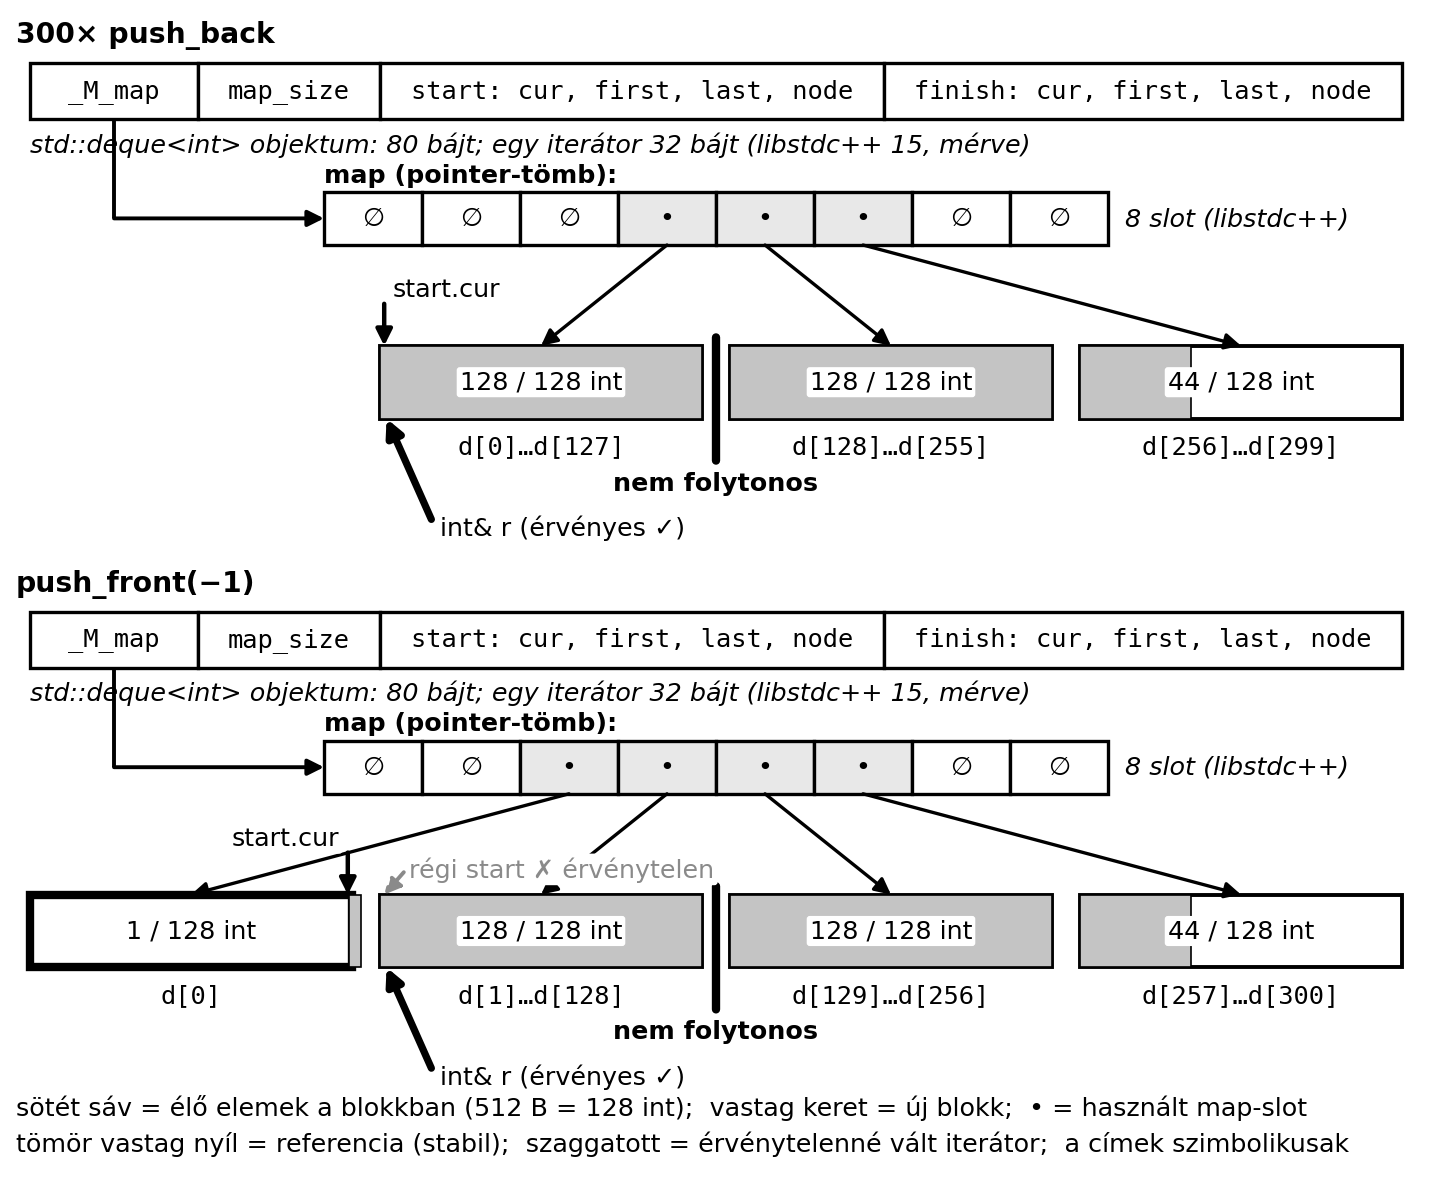 300× push_back
_M_map map_size start: cur, first, last, node finish: cur, first, last, node
std::deque<int> objektum: 80 bájt; egy iterátor 32 bájt (libstdc++ 15, mérve)
map (pointer-tömb):
∅ ∅ ∅ • • • ∅ ∅ 8 slot (libstdc++)
start.cur
128 / 128 int 128 / 128 int 44 / 128 int
d[0]…d[127] d[128]…d[255] d[256]…d[299]
nem folytonos
int& r (érvényes ✓)
push_front(−1)
_M_map map_size start: cur, first, last, node finish: cur, first, last, node
std::deque<int> objektum: 80 bájt; egy iterátor 32 bájt (libstdc++ 15, mérve)
map (pointer-tömb):
∅ ∅ • • • • ∅ ∅ 8 slot (libstdc++)
start.cur
régi start ✗ érvénytelen
1 / 128 int 128 / 128 int 128 / 128 int 44 / 128 int
d[0] d[1]…d[128] d[129]…d[256] d[257]…d[300]
nem folytonos
int& r (érvényes ✓)
sötét sáv = élő elemek a blokkban (512 B = 128 int); vastag keret = új blokk; • = használt map-slot
tömör vastag nyíl = referencia (stabil); szaggatott = érvénytelenné vált iterátor; a címek szimbolikusak